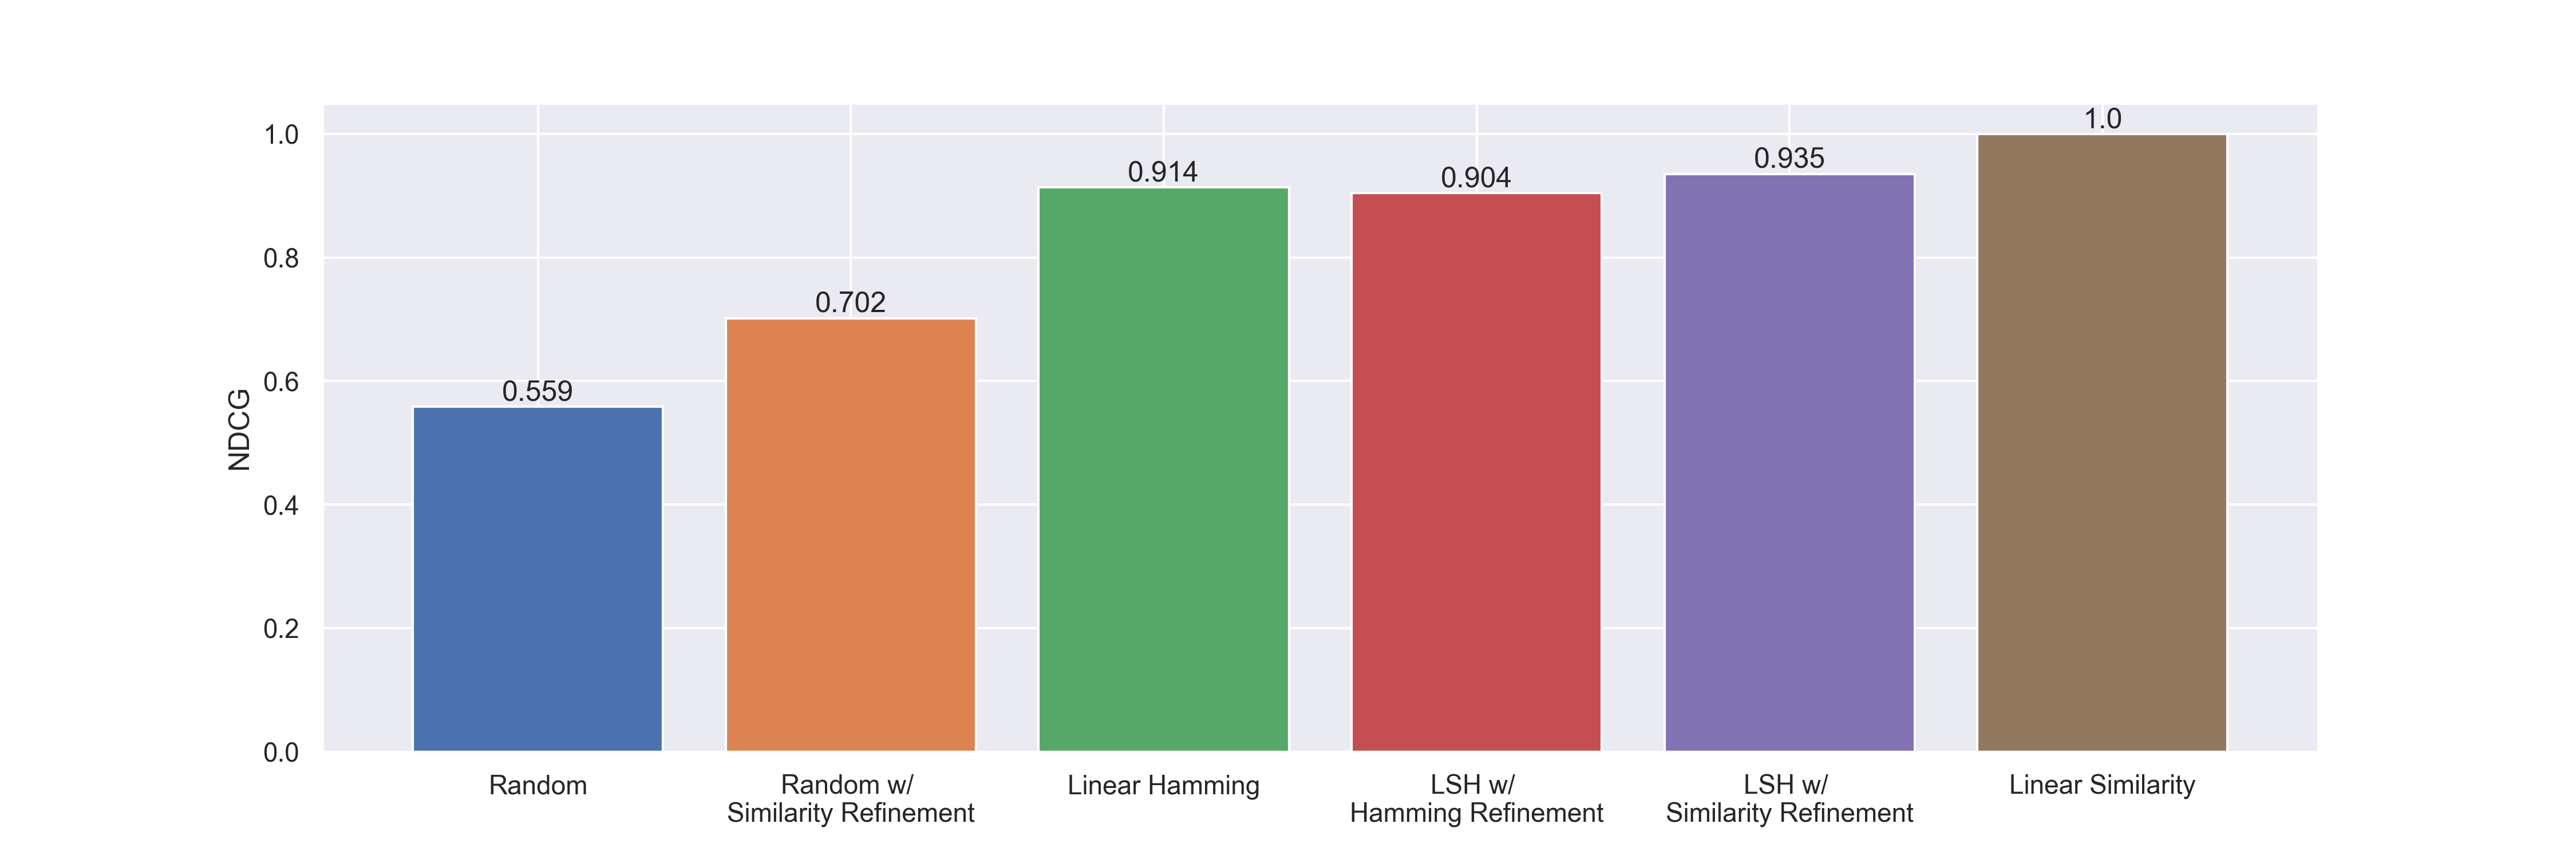 NDCG
1.0
0.8
0.6
0.4
0.2
0.0
0.559
0.702
0.914
0.904
0.935
1.0
Random
Random w/
Similarity Refinement
Linear Hamming
LSH w/
Hamming Refinement
LSH w/
Similarity Refinement
Linear Similarity